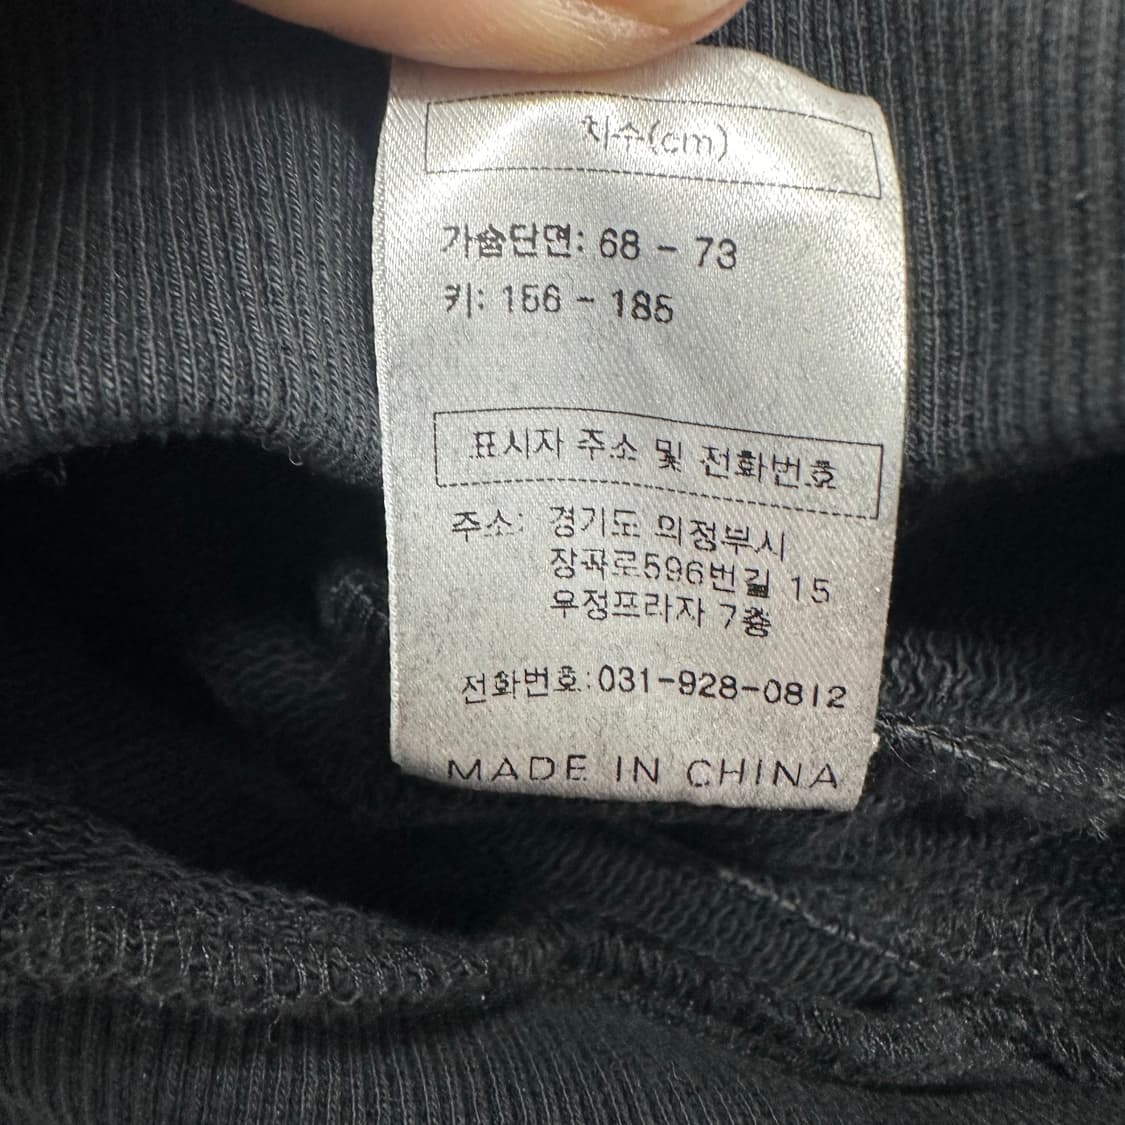 치수(cm)
가슴단면: 68 - 73
키: 156 - 185
표시자 주소 및 전화번호
주소: 경기도 의정부시
장곡로596번길 15
우정프라자 7층
전화번호:031-928-0812
MADE IN CHINA